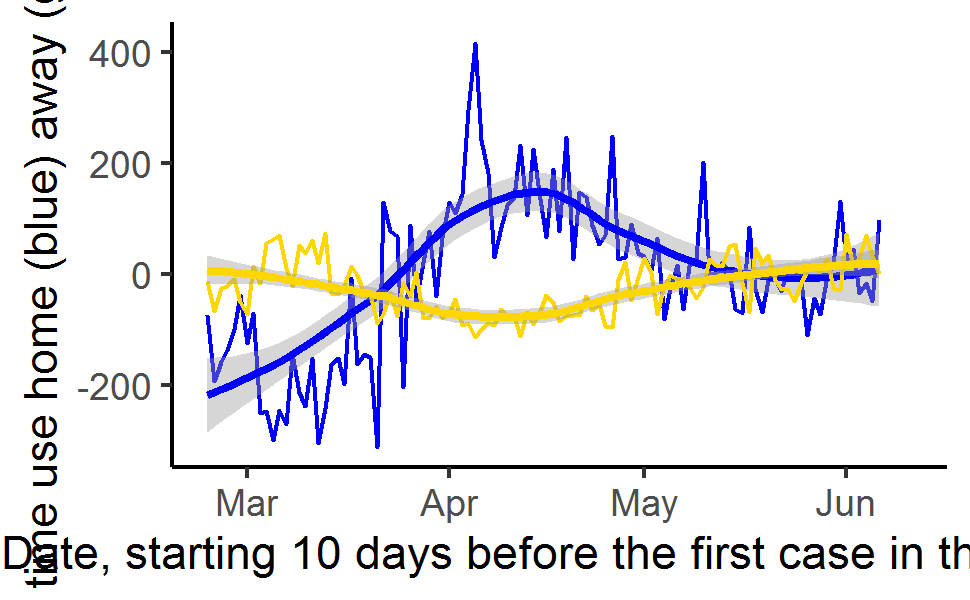 time use home (blue) away (
400
200
0
-200
Mar Apr May Jun
Date, starting 10 days before the first case in th